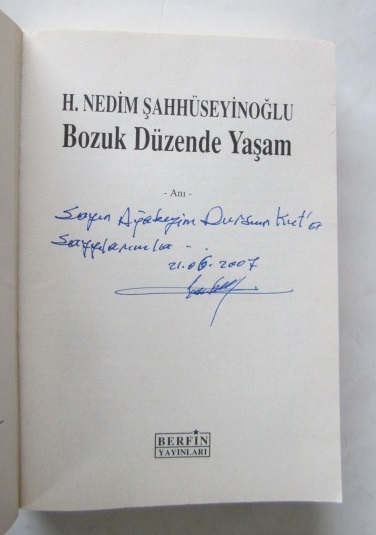 H. NEDİM ŞAHHÜSEYİNOĞLU
Bozuk Düzende Yaşam
- Anı -
Sayın Ağabeyim Dursun Kut'a
Saygılarımla - .
21.06.2007
BERFİN
YAYINLARI